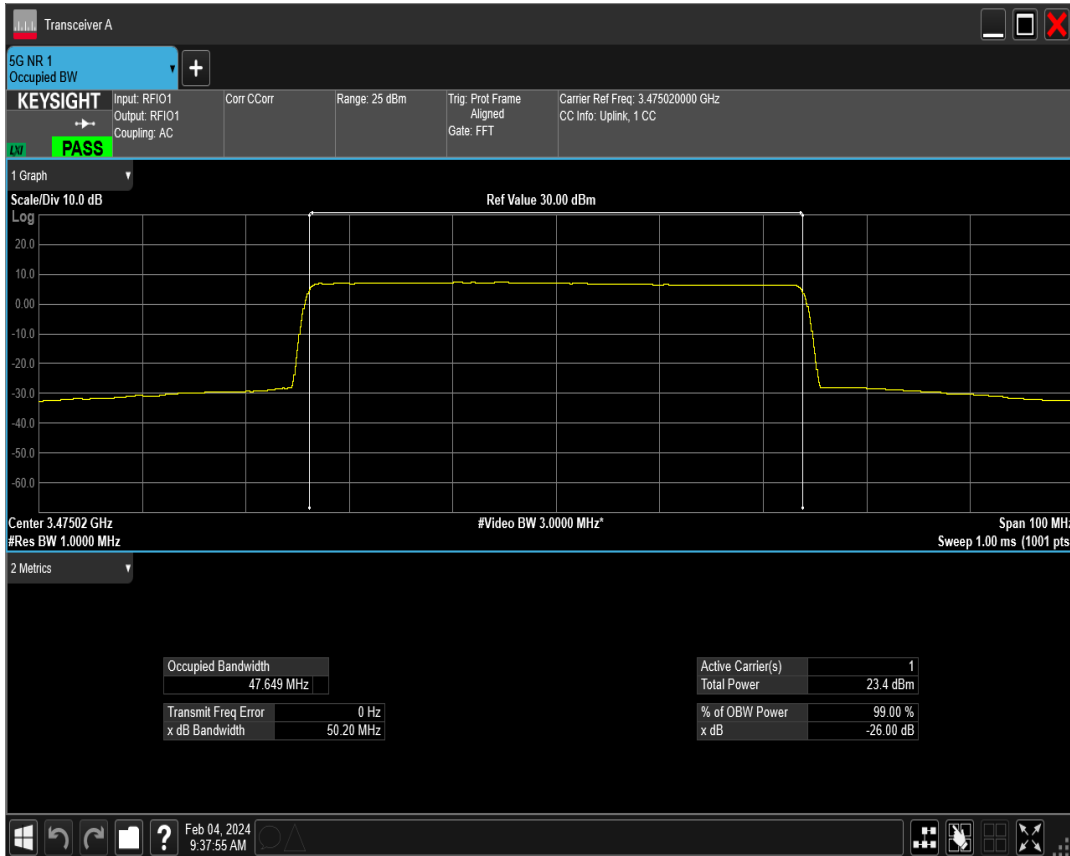 Transceiver A
5G NR 1
Occupied BW
+
KEYSIGHT
LXI
PASS
Input: RFIO1
Output: RFIO1
Coupling: AC
Corr CCorr
Range: 25 dBm
Trig: Prot Frame
Aligned
Gate: FFT
Carrier Ref Freq: 3.475020000 GHz
CC Info: Uplink, 1 CC
1 Graph
Scale/Div 10.0 dB
Ref Value 30.00 dBm
Log
20.0
10.0
0.00
-10.0
-20.0
-30.0
-40.0
-50.0
-60.0
Center 3.47502 GHz
#Video BW 3.0000 MHz*
Span 100 MHz
#Res BW 1.0000 MHz
Sweep 1.00 ms (1001 pts
2 Metrics
Occupied Bandwidth
47.649 MHz
Transmit Freq Error 0 Hz
x dB Bandwidth 50.20 MHz
Active Carrier(s) 1
Total Power 23.4 dBm
% of OBW Power 99.00 %
x dB -26.00 dB
?
Feb 04, 2024
9:37:55 AM